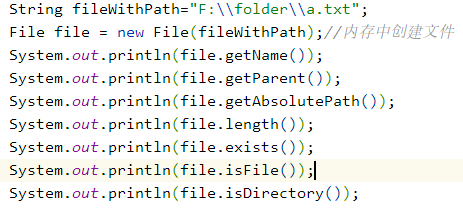 String fileWithPath="F:\\folder\\a.txt";
File file = new File(fileWithPath);//内存中创建文件
System.out.println(file.getName());
System.out.println(file.getParent());
System.out.println(file.getAbsolutePath());
System.out.println(file.length());
System.out.println(file.exists());
System.out.println(file.isFile());
System.out.println(file.isDirectory());